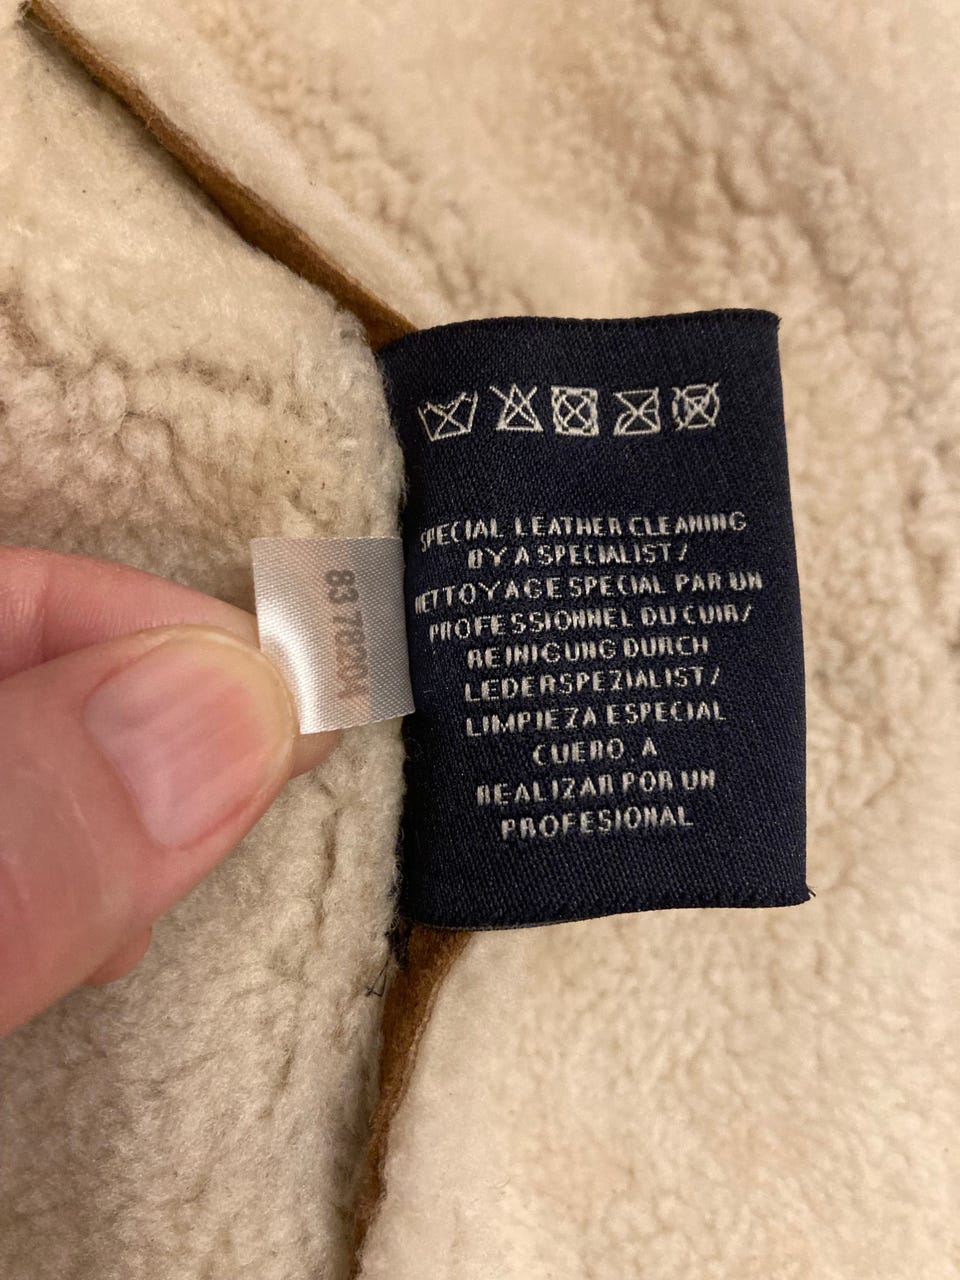 SPECIAL LEATHER CLEANING
BY A SPECIALIST/
NETTOYAGE SPECIAL PAR UN
PROFESSIONNEL DU CUIR/
REINIGUNG DURCH
LEDERSPEZIALIST/
LIMPIEZA ESPECIAL
CUERO. A
REALIZAR POR UN
PROFESIONAL
83